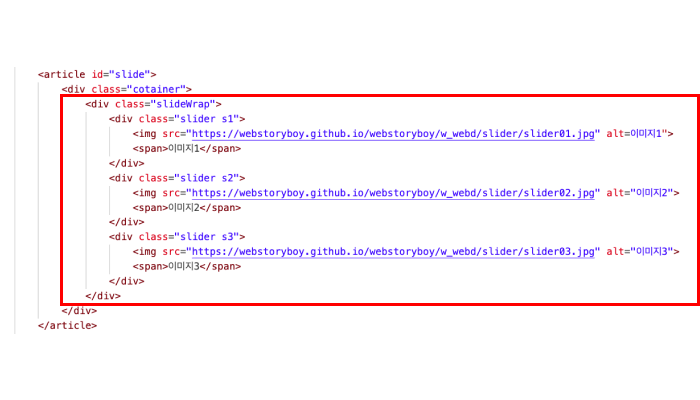 <article id="slide">
<div class="cotainer">
<div class="slideWrap">
<div class="slider s1">
<img src="https://webstoryboy.github.io/webstoryboy/w_webd/slider/slider01.jpg" alt=이미지1">
<span>이미지1</span>
</div>
<div class="slider s2">
<img src="https://webstoryboy.github.io/webstoryboy/w_webd/slider/slider02.jpg" alt="이미지2">
<span>이미지2</span>
</div>
<div class="slider s3">
<img src="https://webstoryboy.github.io/webstoryboy/w_webd/slider/slider03.jpg" alt="이미지3">
<span>이미지3</span>
</div>
</div>
</div>
</article>